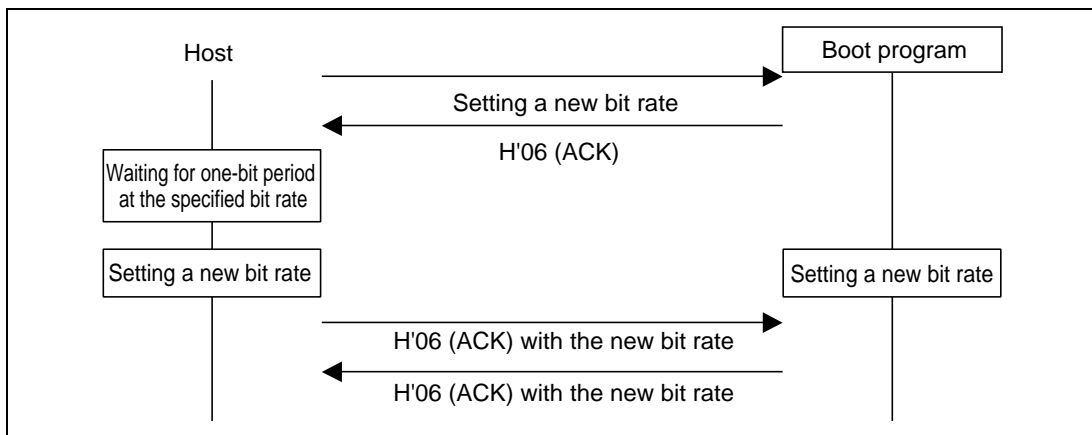 Host
Boot program
Setting a new bit rate
H'06 (ACK)
Waiting for one-bit period
at the specified bit rate
Setting a new bit rate
Setting a new bit rate
H'06 (ACK) with the new bit rate
H'06 (ACK) with the new bit rate